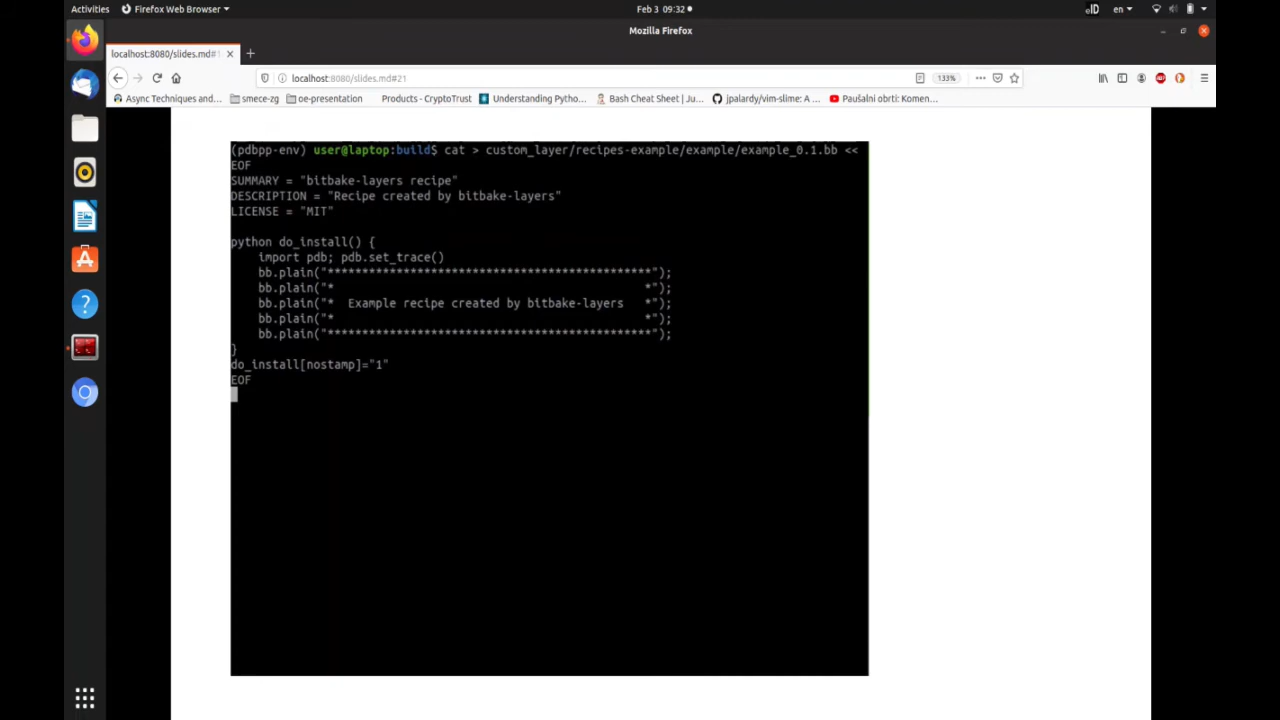 Activities Firefox Web Browser Feb 3 09:32 eID en
Mozilla Firefox
localhost:8080/slides.md#
localhost:8080/slides.md#21 133%
Async Techniques and… smece-zg oe-presentation Products - CryptoTrust Understanding Pytho… Bash Cheat Sheet | Ju… jpalardy/vim-slime: A … Paušalni obrti: Komen…
(pdbpp-env) user@laptop:build$ cat > custom_layer/recipes-example/example/example_0.1.bb <<
EOF
SUMMARY = "bitbake-layers recipe"
DESCRIPTION = "Recipe created by bitbake-layers"
LICENSE = "MIT"
python do_install() {
    import pdb; pdb.set_trace()
    bb.plain("***********************************************");
    bb.plain("*                                             *");
    bb.plain("*  Example recipe created by bitbake-layers   *");
    bb.plain("*                                             *");
    bb.plain("***********************************************");
}
do_install[nostamp]="1"
EOF